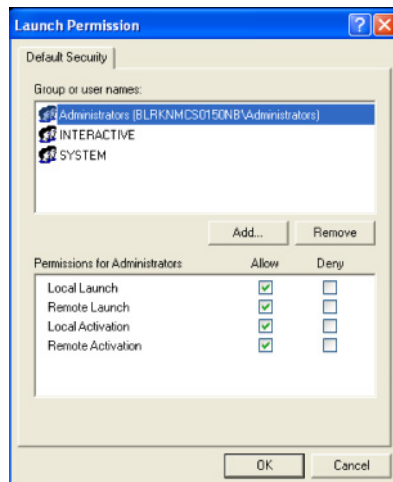 Launch Permission
Default Security
Group or user names:
Administrators (BLRKNMCS0150NB\Administrators)
INTERACTIVE
SYSTEM
Add... Remove
Permissions for Administrators Allow Deny
Local Launch
Remote Launch
Local Activation
Remote Activation
OK Cancel